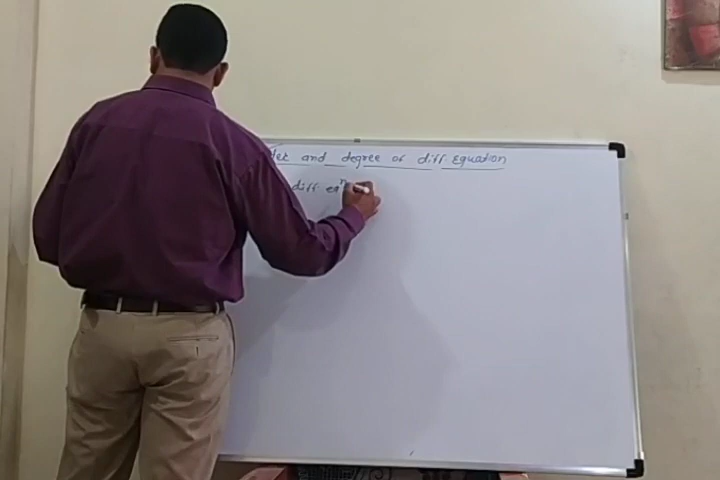 and degree of diff Equation
diff eqⁿ